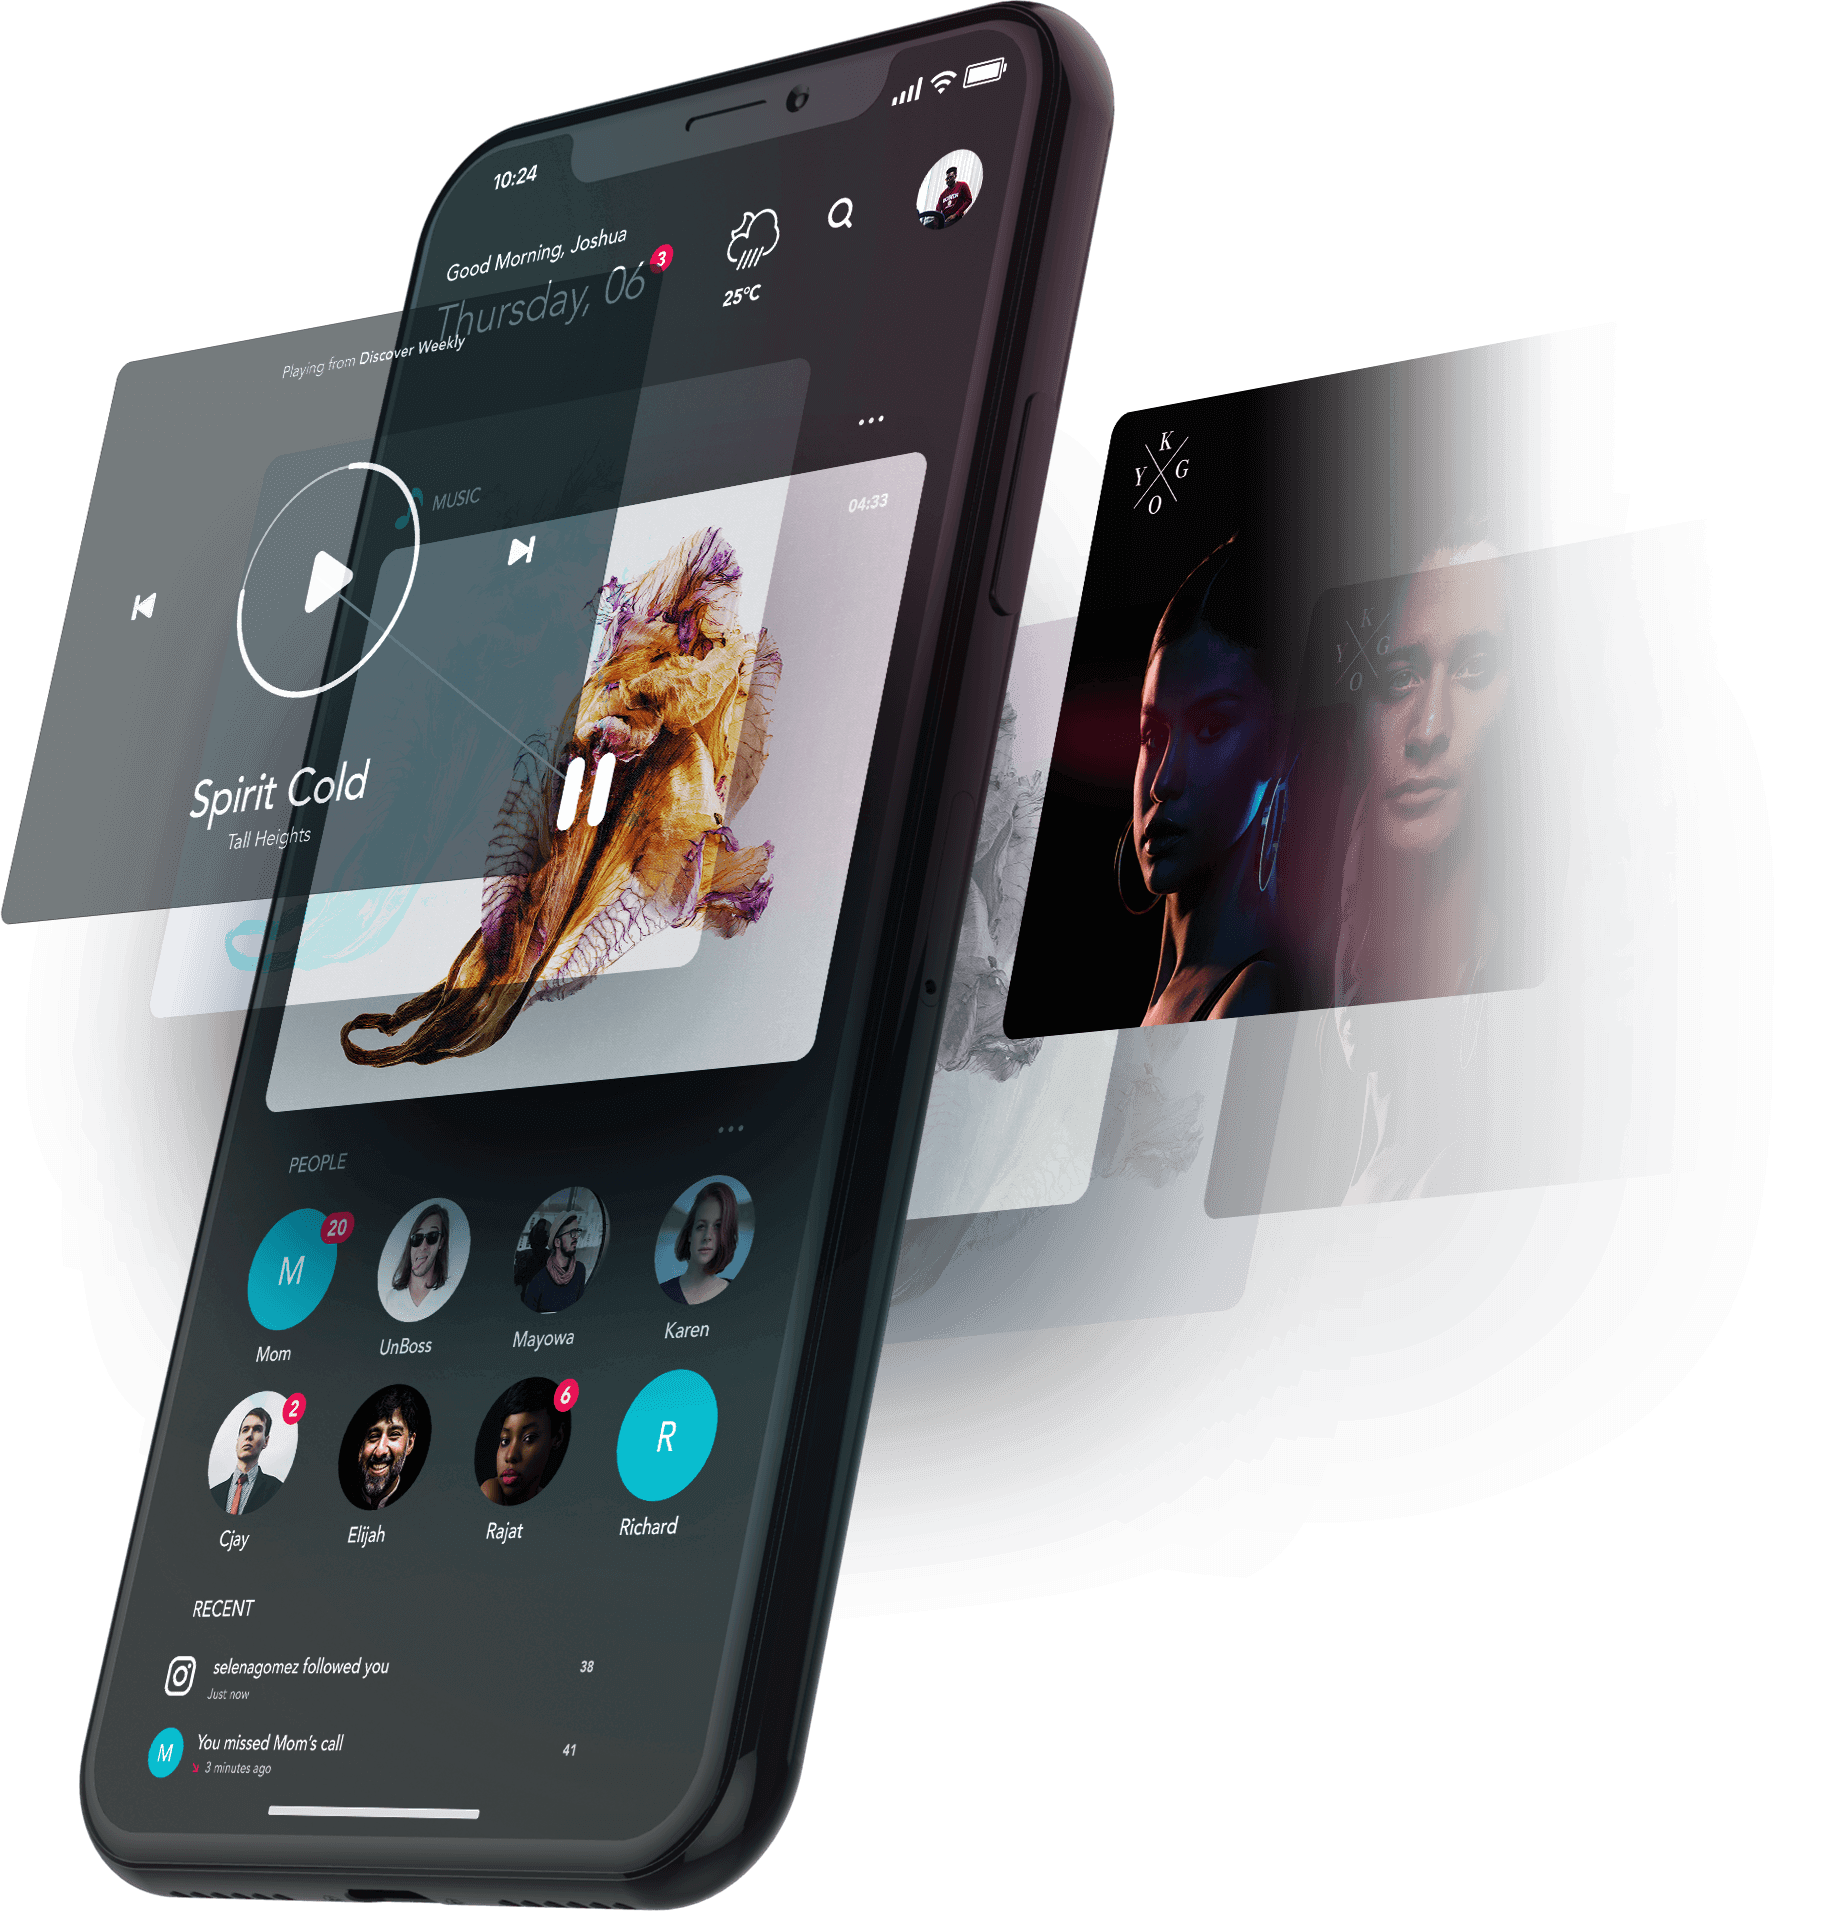 10:24
Good Morning, Joshua
Thursday, 06
3
25°C
Playing from Discover Weekly
MUSIC
04:33
Spirit Cold
Tall Heights
K
Y G
O
K
Y G
O
PEOPLE
M
20
Mom
UnBoss
Mayowa
Karen
2
6
R
Cjay
Elijah
Rajat
Richard
RECENT
selenagomez followed you
38
Just now
M
You missed Mom's call
41
3 minutes ago